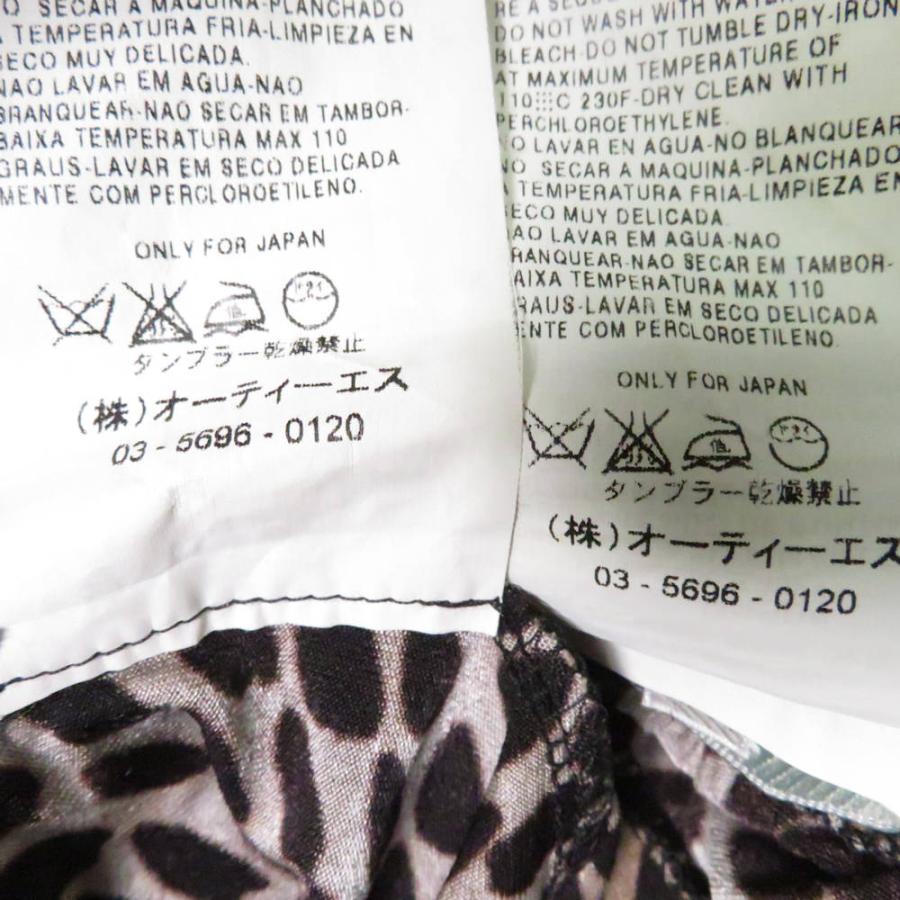 SECAR A MAQUINA-PLANCHADO
A TEMPERATURA FRIA-LIMPIEZA EN
SECO MUY DELICADA.
NAO LAVAR EM AGUA-NAO
BRANQUEAR-NAO SECAR EM TAMBOR-
BAIXA TEMPERATURA MAX 110
GRAUS-LAVAR EM SECO DELICADA
MENTE COM PERCLOROETILENO.
ONLY FOR JAPAN
タンブラー乾燥禁止
(株)オーティーエス
03-5696-0120
DO NOT WASH WITH
BLEACH-DO NOT TUMBLE DRY-IRON
AT MAXIMUM TEMPERATURE OF
110 C 230F-DRY CLEAN WITH
PERCHLOROETHYLENE.
NO LAVAR EN AGUA-NO BLANQUEAR
NO SECAR A MAQUINA-PLANCHADO
A TEMPERATURA FRIA-LIMPIEZA EN
SECO MUY DELICADA.
NAO LAVAR EM AGUA-NAO
BRANQUEAR-NAO SECAR EM TAMBOR-
BAIXA TEMPERATURA MAX 110
GRAUS-LAVAR EM SECO DELICADA
MENTE COM PERCLOROETILENO.
ONLY FOR JAPAN
低
タンブラー乾燥禁止
(株)オーティーエス
03-5696-0120